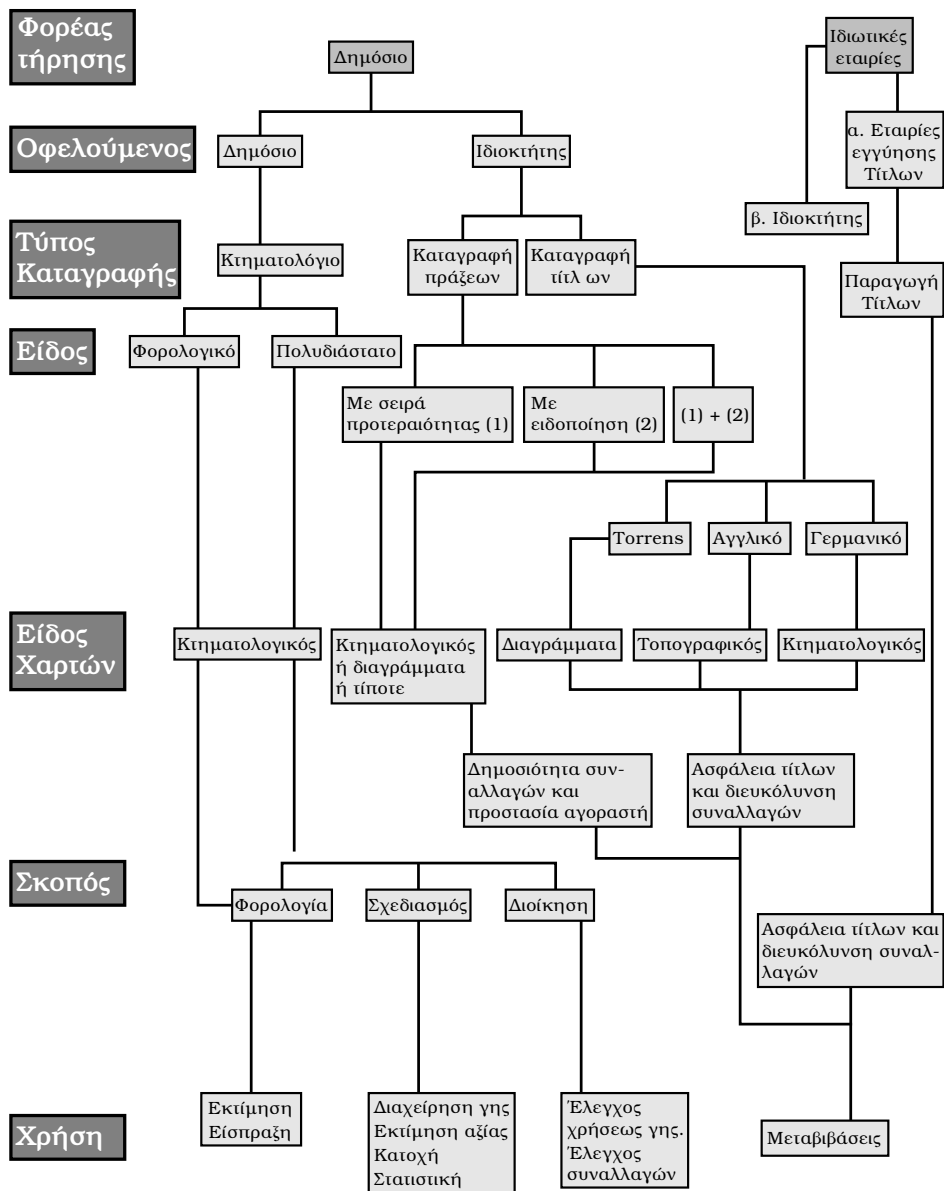 Φορέας
τήρησης
Δημόσιο
Ιδιωτικές
εταιρίες
Οφελούμενος
Δημόσιο
Ιδιοκτήτης
α. Εταιρίες
εγγύησης
Τίτλων
β. Ιδιοκτήτης
Τύπος
Καταγραφής
Κτηματολόγιο
Καταγραφή
πράξεων
Καταγραφή
τίτλ ων
Παραγωγή
Τίτλων
Είδος
Φορολογικό
Πολυδιάστατο
Με σειρά
προτεραιότητας (1)
Με
ειδοποίηση (2)
(1) + (2)
Torrens
Αγγλικό
Γερμανικό
Είδος
Χαρτών
Κτηματολογικός
Κτηματολογικός
ή διαγράμματα
ή τίποτε
Διαγράμματα
Τοπογραφικός
Κτηματολογικός
Δημοσιότητα συν-
αλλαγών και
προστασία αγοραστή
Ασφάλεια τίτλων
και διευκόλυνση
συναλλαγών
Σκοπός
Φορολογία
Σχεδιασμός
Διοίκηση
Ασφάλεια τίτλων και
διευκόλυνση συναλ-
λαγών
Χρήση
Εκτίμηση
Είσπραξη
Διαχείρηση γης
Εκτίμηση αξίας
Κατοχή
Στατιστική
Έλεγχος
χρήσεως γης.
Έλεγχος
συναλλαγών
Μεταβιβάσεις